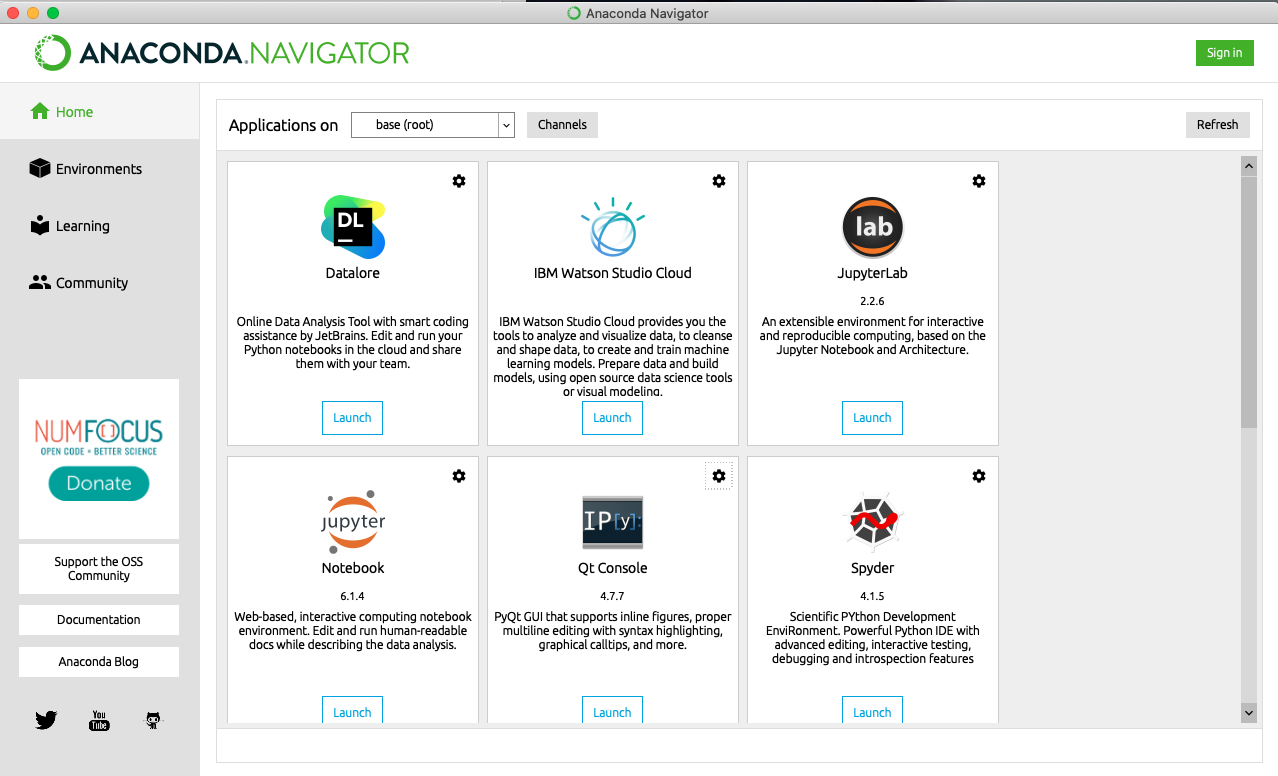 Anaconda Navigator
ANACONDA.NAVIGATOR
Sign in
Home
Environments
Learning
Community
NUMFOCUS
OPEN CODE = BETTER SCIENCE
Donate
Support the OSS
Community
Documentation
Anaconda Blog
You
Tube
Applications on
base (root)
Channels
Refresh
DL
Datalore
Online Data Analysis Tool with smart coding
assistance by JetBrains. Edit and run your
Python notebooks in the cloud and share
them with your team.
Launch
IBM Watson Studio Cloud
IBM Watson Studio Cloud provides you the
tools to analyze and visualize data, to cleanse
and shape data, to create and train machine
learning models. Prepare data and build
models, using open source data science tools
or visual modeling.
Launch
lab
JupyterLab
2.2.6
An extensible environment for interactive
and reproducible computing, based on the
Jupyter Notebook and Architecture.
Launch
jupyter
Notebook
6.1.4
Web-based, interactive computing notebook
environment. Edit and run human-readable
docs while describing the data analysis.
Launch
IP[y]:
Qt Console
4.7.7
PyQt GUI that supports inline figures, proper
multiline editing with syntax highlighting,
graphical calltips, and more.
Launch
Spyder
4.1.5
Scientific PYthon Development
EnviRonment. Powerful Python IDE with
advanced editing, interactive testing,
debugging and introspection features
Launch